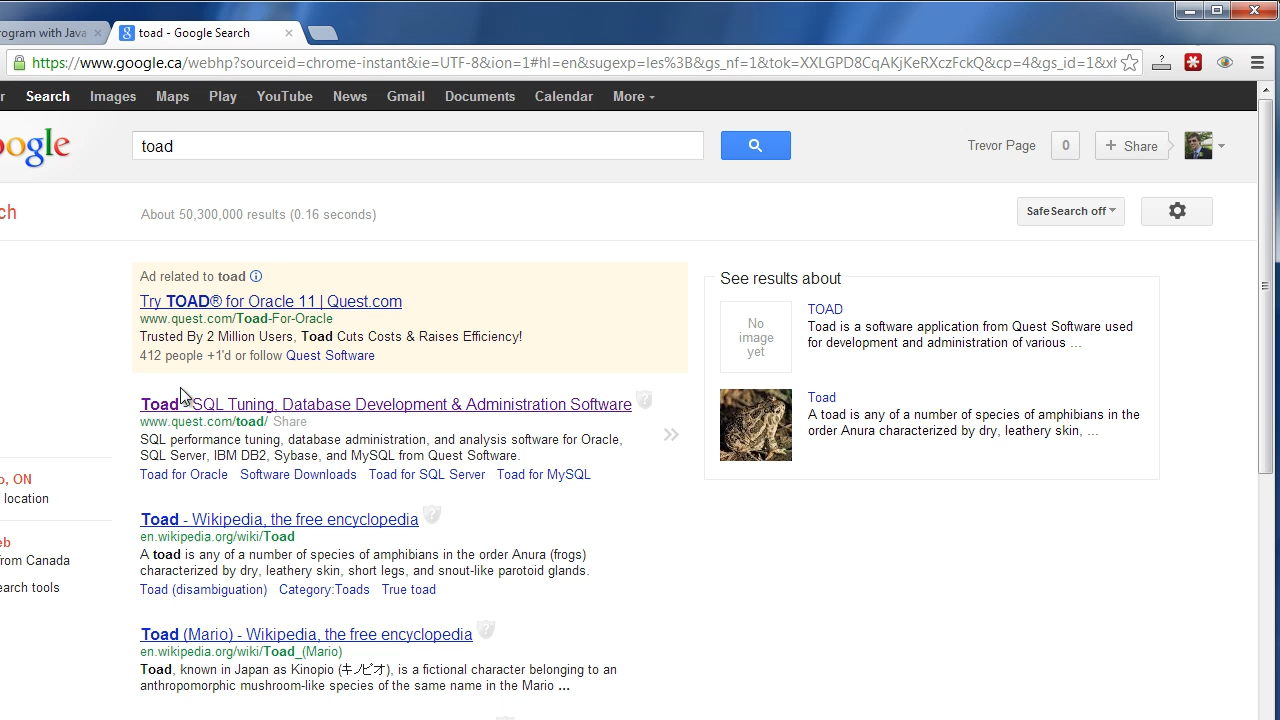 rogram with Java
toad - Google Search
https://www.google.ca/webhp?sourceid=chrome-instant&ie=UTF-8&ion=1#hl=en&sugexp=les%3B&gs_nf=1&tok=XXLGPD8CqAKjKeRXczFckQ&cp=4&gs_id=1&xl
r Search Images Maps Play YouTube News Gmail Documents Calendar More
oogle
toad
Trevor Page 0 + Share
ch
About 50,300,000 results (0.16 seconds)
SafeSearch off
Ad related to toad
Try TOAD® for Oracle 11 | Quest.com
www.quest.com/Toad-For-Oracle
Trusted By 2 Million Users, Toad Cuts Costs & Raises Efficiency!
412 people +1'd or follow Quest Software
Toad - SQL Tuning, Database Development & Administration Software
www.quest.com/toad/ Share
SQL performance tuning, database administration, and analysis software for Oracle,
SQL Server, IBM DB2, Sybase, and MySQL from Quest Software.
Toad for Oracle Software Downloads Toad for SQL Server Toad for MySQL
Toad - Wikipedia, the free encyclopedia
en.wikipedia.org/wiki/Toad
A toad is any of a number of species of amphibians in the order Anura (frogs)
characterized by dry, leathery skin, short legs, and snout-like parotoid glands.
Toad (disambiguation) Category:Toads True toad
Toad (Mario) - Wikipedia, the free encyclopedia
en.wikipedia.org/wiki/Toad_(Mario)
Toad, known in Japan as Kinopio (キノピオ), is a fictional character belonging to an
anthropomorphic mushroom-like species of the same name in the Mario ...
See results about
No
image
yet
TOAD
Toad is a software application from Quest Software used
for development and administration of various ...
Toad
A toad is any of a number of species of amphibians in the
order Anura characterized by dry, leathery skin, ...
o, ON
location
eb
rom Canada
earch tools